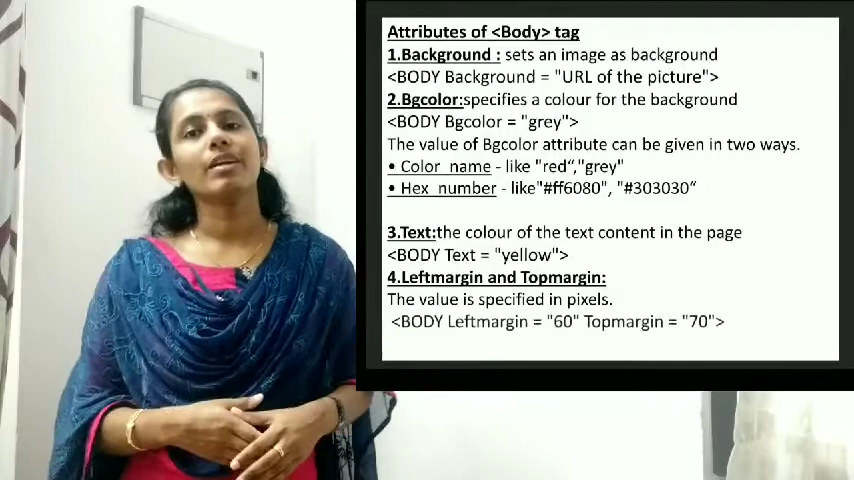 Attributes of <Body> tag
1.Background : sets an image as background
<BODY Background = "URL of the picture">
2.Bgcolor:specifies a colour for the background
<BODY Bgcolor = "grey">
The value of Bgcolor attribute can be given in two ways.
• Color name - like "red“,"grey"
• Hex number - like"#ff6080", "#303030“
3.Text:the colour of the text content in the page
<BODY Text = "yellow">
4.Leftmargin and Topmargin:
The value is specified in pixels.
<BODY Leftmargin = "60" Topmargin = "70">